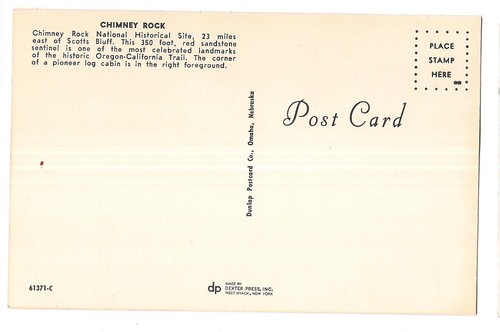 CHIMNEY ROCK
Chimney Rock National Historical Site, 23 miles
east of Scotts Bluff. This 350 foot, red sandstone
sentinel is one of the most celebrated landmarks
of the historic Oregon-California Trail. The corner
of a pioneer log cabin is in the right foreground.
PLACE
STAMP
HERE
Post Card
Dunlap Postcard Co., Omaha, Nebraska
61371-C
dp
MADE BY
DEXTER PRESS, INC.
WEST NYACK, NEW YORK